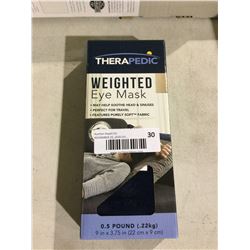 THERAPEDIC
WEIGHTED
Eye Mask
• MAY HELP SOOTHE HEAD & SINUSES
• PERFECT FOR TRAVEL
• FEATURES PURELY SOFT™ FABRIC
30
0.5 POUND (.22kg)
9 in x 3.75 in (22 cm x 9 cm)